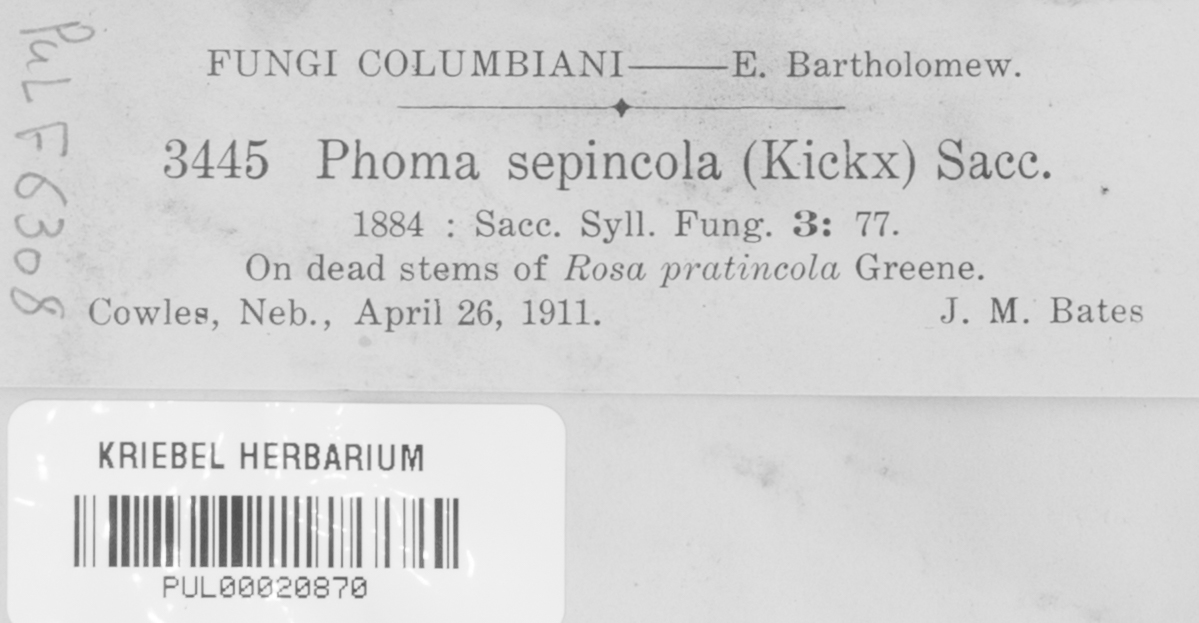 PUL F6308
FUNGI COLUMBIANI——E. Bartholomew.
3445 Phoma sepincola (Kickx) Sacc.
1884 : Sacc. Syll. Fung. 3: 77.
On dead stems of Rosa pratincola Greene.
Cowles, Neb., April 26, 1911. J. M. Bates
KRIEBEL HERBARIUM
PUL00020870